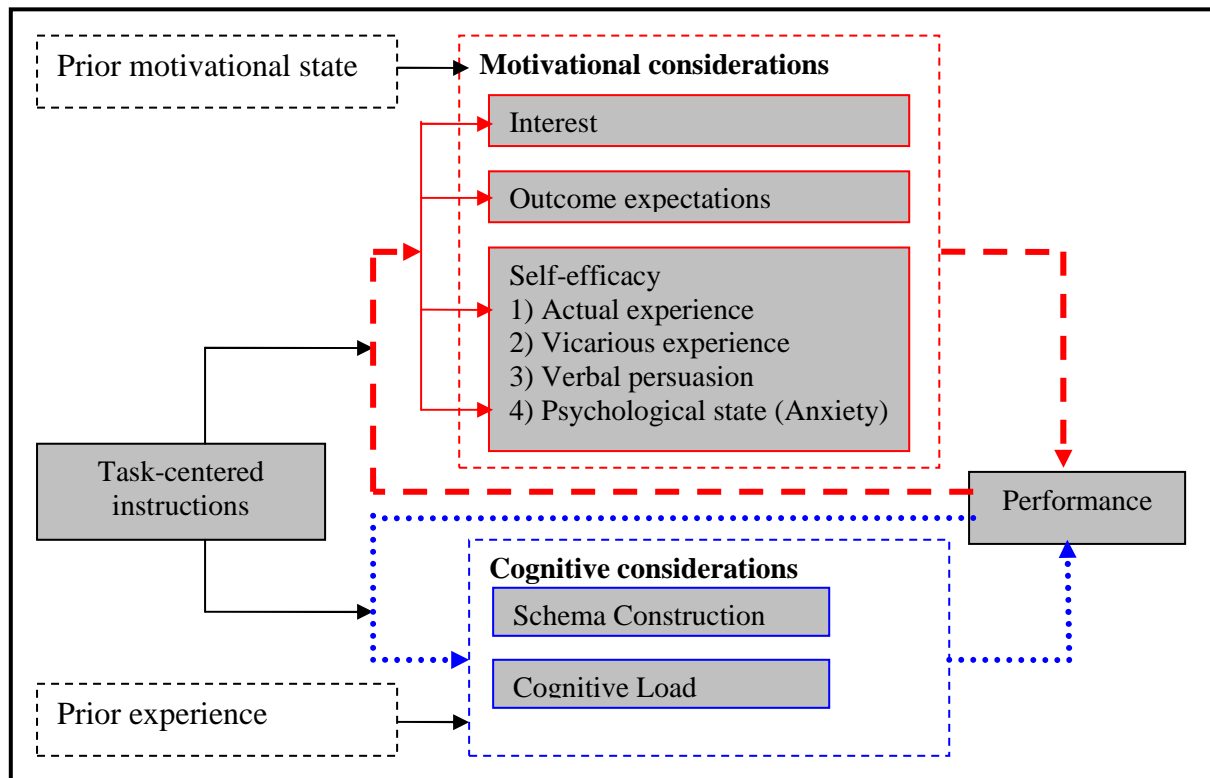 Prior motivational state
Motivational considerations
Interest
Outcome expectations
Self-efficacy
1) Actual experience
2) Vicarious experience
3) Verbal persuasion
4) Psychological state (Anxiety)
Task-centered
instructions
Performance
Cognitive considerations
Schema Construction
Cognitive Load
Prior experience